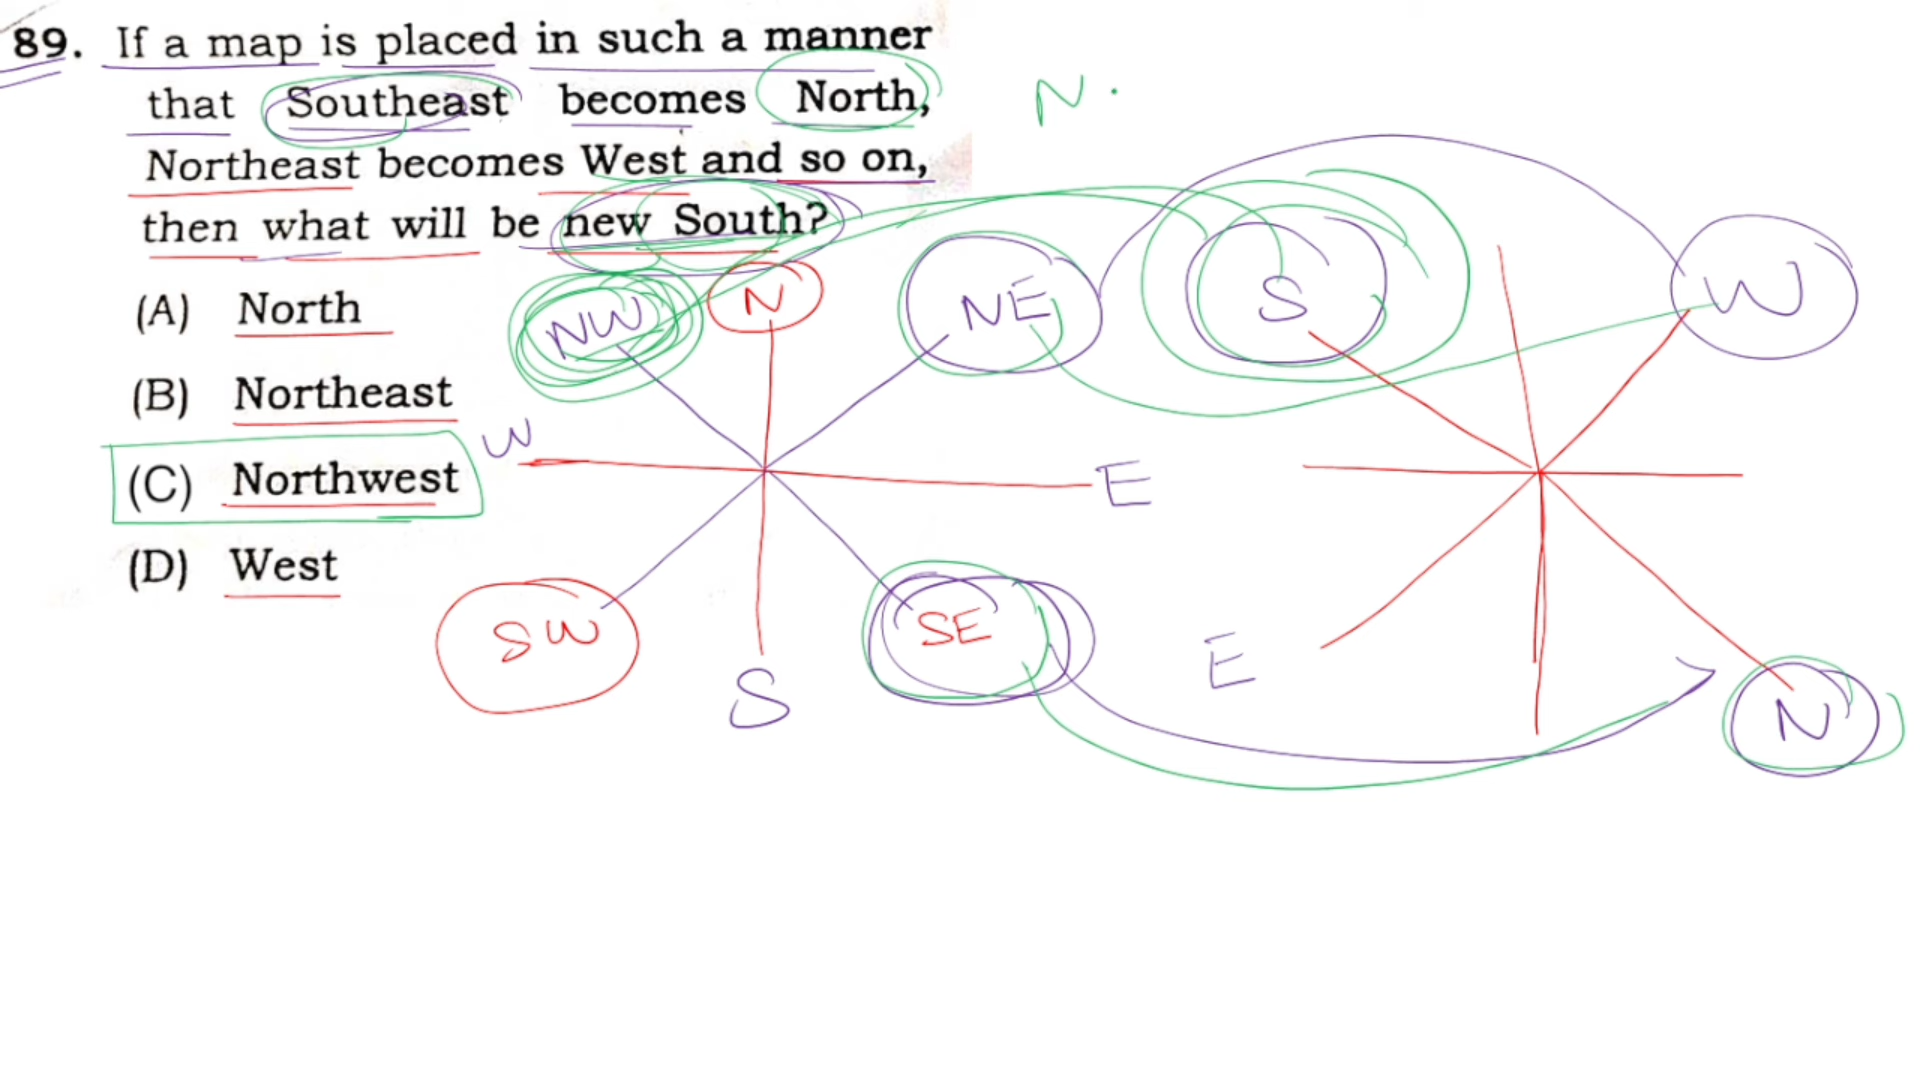 89. If a map is placed in such a manner
that Southeast becomes North,
Northeast becomes West and so on,
then what will be new South?
(A) North
(B) Northeast
(C) Northwest
(D) West
N.
NW N NE S W
W E
SW SE E
S N